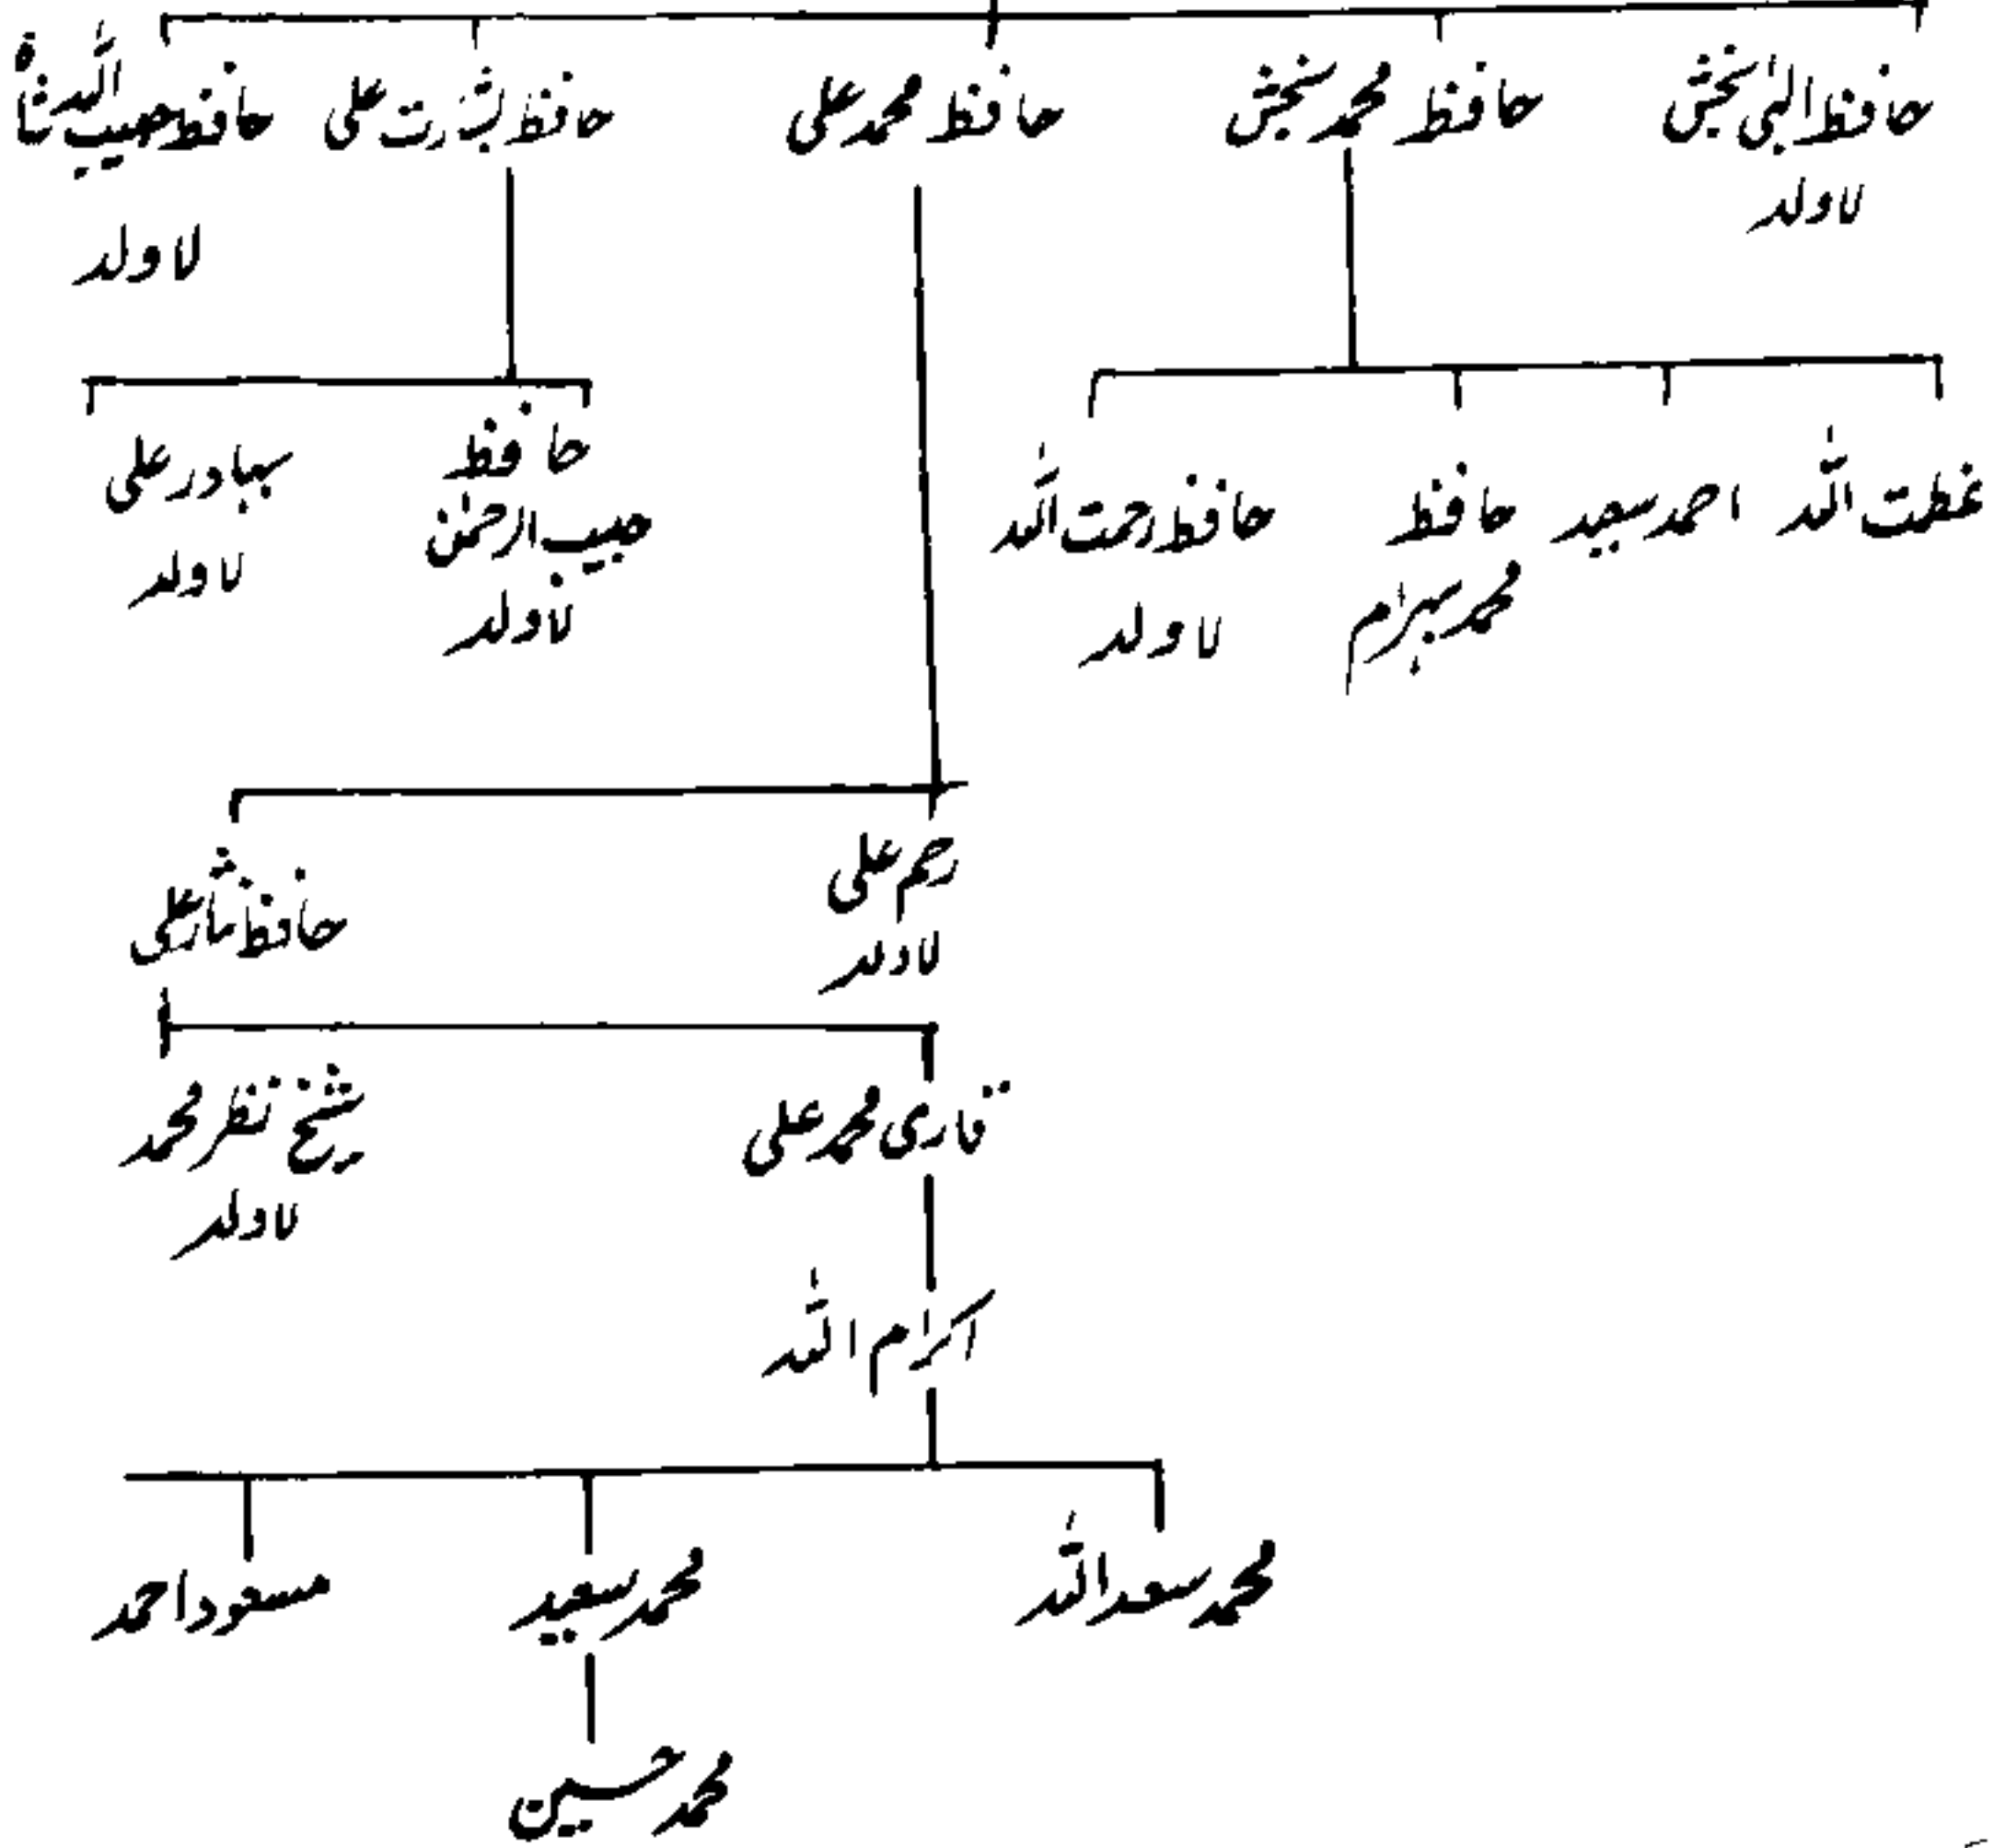 حافظ الٰہی بخش
لاولد
حافظ محمد بخش
حافظ محمد علی
حافظ بشارت علی
حافظ حبیب اللہ شاہ
لاولد
عظمت اللہ
احمد سعید
حافظ
محمد بہرام
حافظ رحمت اللہ
لاولد
حافظ
حبیب الرحمٰن
لاولد
بہادر علی
لاولد
رحم علی
لاولد
حافظ نثار علی
قاری محمد علی
شیخ نظر محمد
لاولد
اکرام اللہ
محمد سعد اللہ
محمد سعید
مسعود احمد
محمد حسین